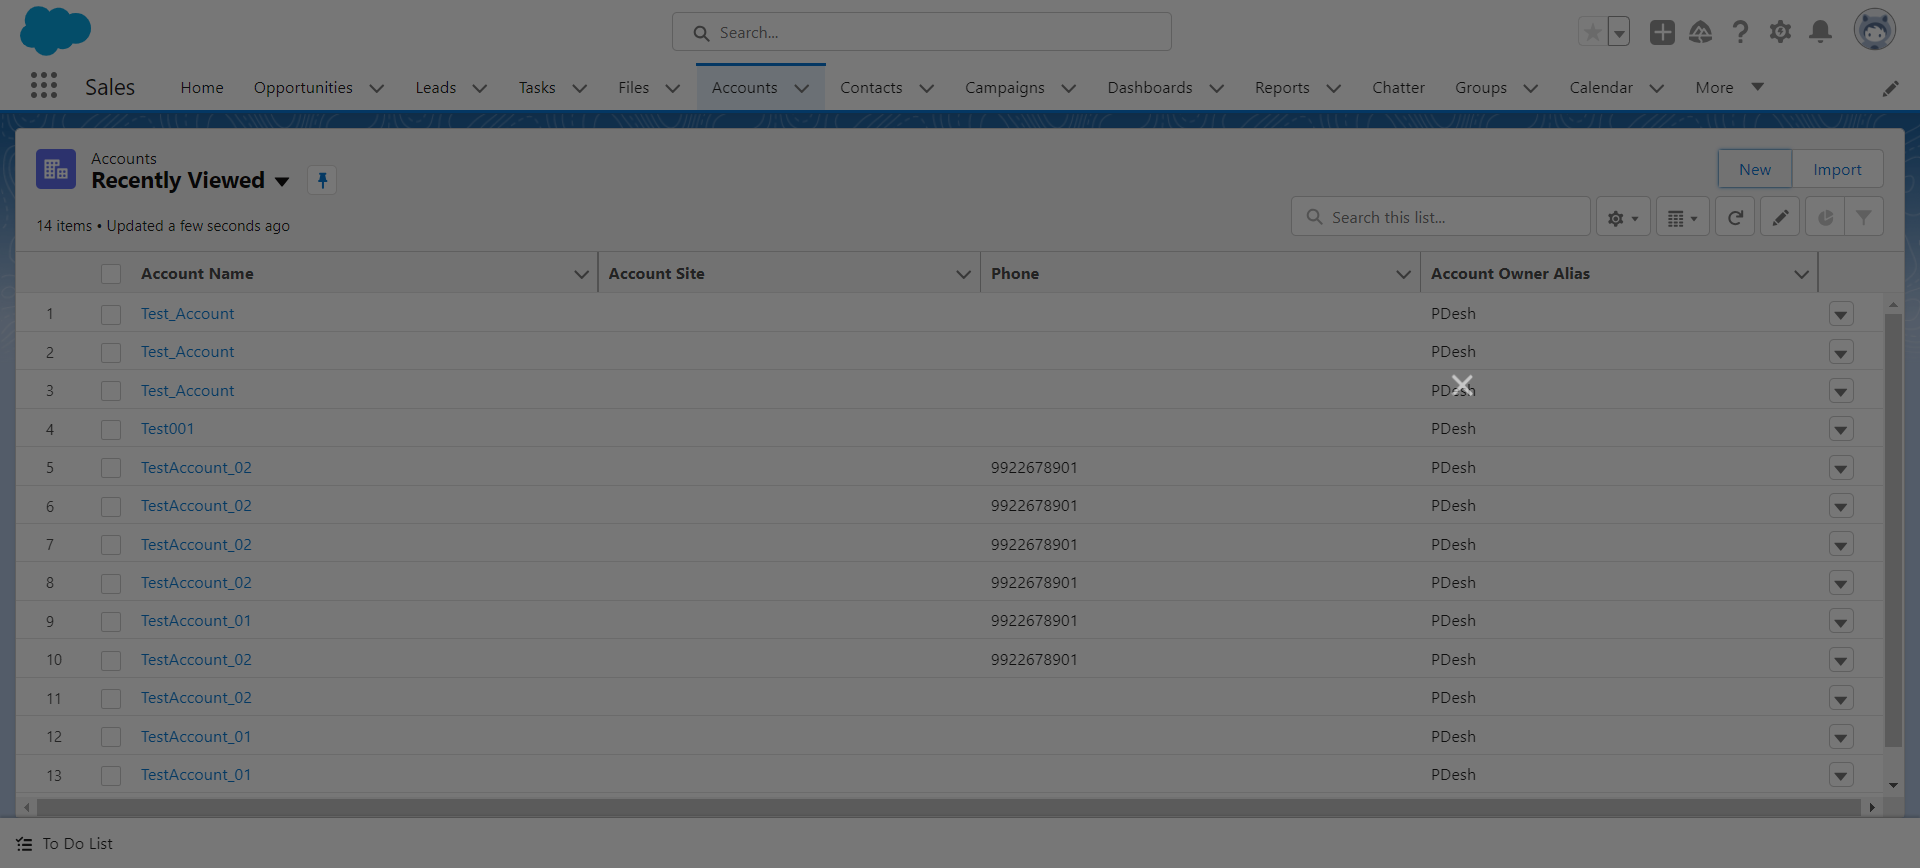 Search...
Sales Home Opportunities Leads Tasks Files Accounts Contacts Campaigns Dashboards Reports Chatter Groups Calendar More
Accounts
Recently Viewed
New Import
14 items • Updated a few seconds ago
Search this list...
Account Name Account Site Phone Account Owner Alias
1 Test_Account PDesh
2 Test_Account PDesh
3 Test_Account PDesh
4 Test001 PDesh
5 TestAccount_02 9922678901 PDesh
6 TestAccount_02 9922678901 PDesh
7 TestAccount_02 9922678901 PDesh
8 TestAccount_02 9922678901 PDesh
9 TestAccount_01 9922678901 PDesh
10 TestAccount_02 9922678901 PDesh
11 TestAccount_02 PDesh
12 TestAccount_01 PDesh
13 TestAccount_01 PDesh
To Do List